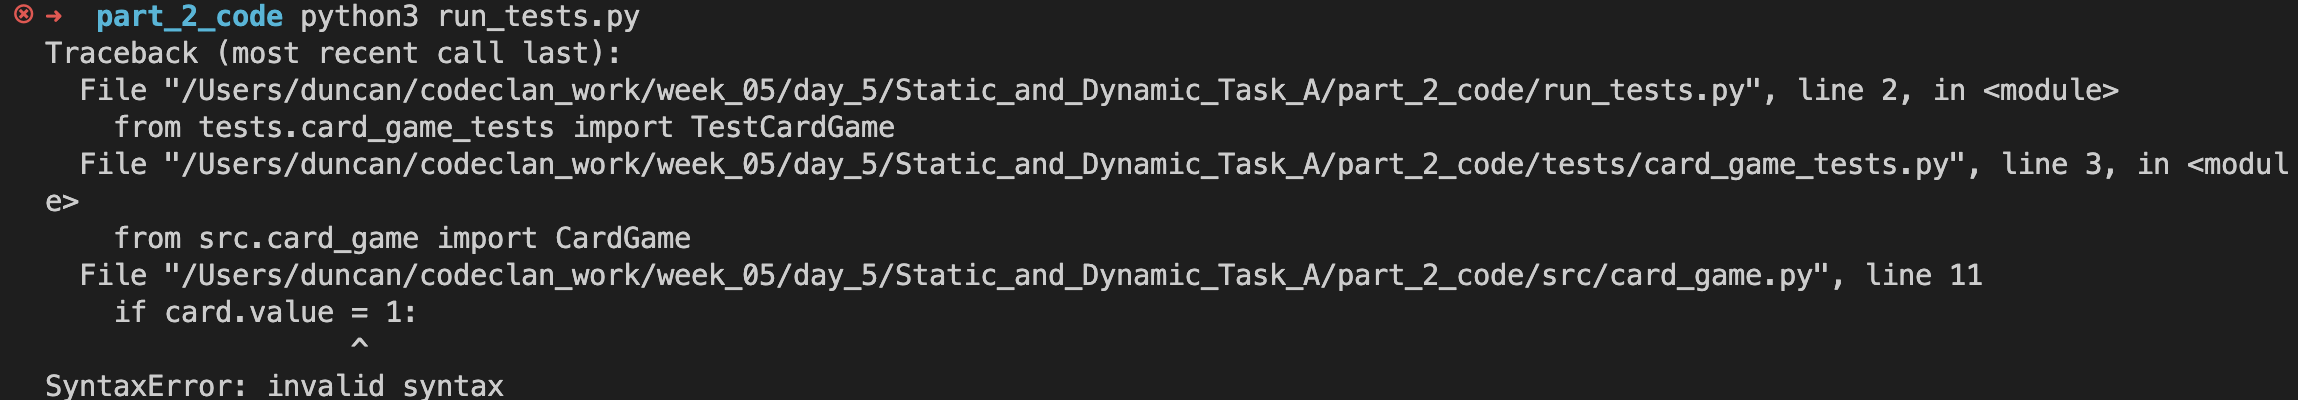 ➜  part_2_code python3 run_tests.py
Traceback (most recent call last):
  File "/Users/duncan/codeclan_work/week_05/day_5/Static_and_Dynamic_Task_A/part_2_code/run_tests.py", line 2, in <module>
    from tests.card_game_tests import TestCardGame
  File "/Users/duncan/codeclan_work/week_05/day_5/Static_and_Dynamic_Task_A/part_2_code/tests/card_game_tests.py", line 3, in <modul
e>
    from src.card_game import CardGame
  File "/Users/duncan/codeclan_work/week_05/day_5/Static_and_Dynamic_Task_A/part_2_code/src/card_game.py", line 11
    if card.value = 1:
                  ^
SyntaxError: invalid syntax